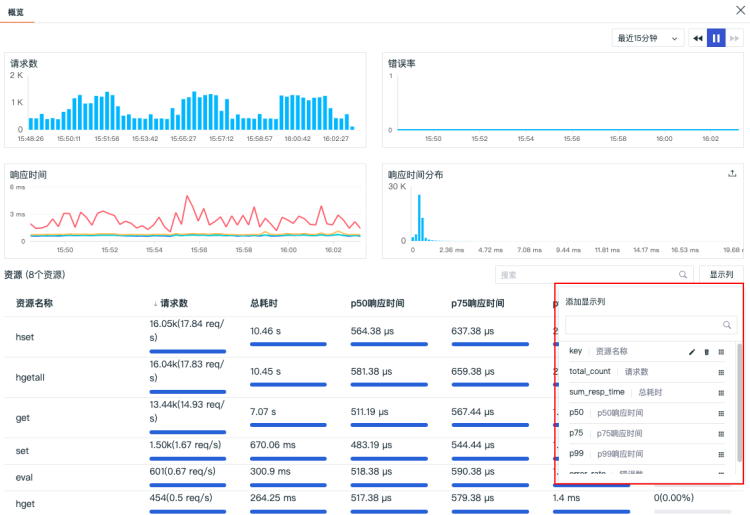 概览
最近15分钟
请求数
2 K
1 K
0
15:48:26 15:50:11 15:51:56 15:53:42 15:55:27 15:57:12 15:58:57 16:00:42 16:02:27
错误率
1
0
15:50 15:52 15:54 15:56 15:58 16:00 16:02
响应时间
6 ms
3 ms
0
15:50 15:52 15:54 15:56 15:58 16:00 16:02
响应时间分布
30 K
0
0 2.36 ms 4.72 ms 7.08 ms 9.44 ms 11.81 ms 14.17 ms 16.53 ms 19.68
资源 (8个资源)
搜索
显示列
资源名称 ↓请求数 总耗时 p50响应时间 p75响应时间
hset 16.05k(17.84 req/
s) 10.46 s 564.38 µs 637.38 µs
hgetall 16.04k(17.83 req/
s) 10.45 s 581.38 µs 659.38 µs
get 13.44k(14.93 req/
s) 7.07 s 511.19 µs 567.44 µs
set 1.50k(1.67 req/s) 670.06 ms 483.19 µs 544.44 µs
eval 601(0.67 req/s) 300.9 ms 518.38 µs 590.38 µs
hget 454(0.5 req/s) 264.25 ms 517.38 µs 579.38 µs 1.4 ms 0(0.00%)
添加显示列
key 资源名称
total_count 请求数
sum_resp_time 总耗时
p50 p50响应时间
p75 p75响应时间
p99 p99响应时间
error_rate 错误数